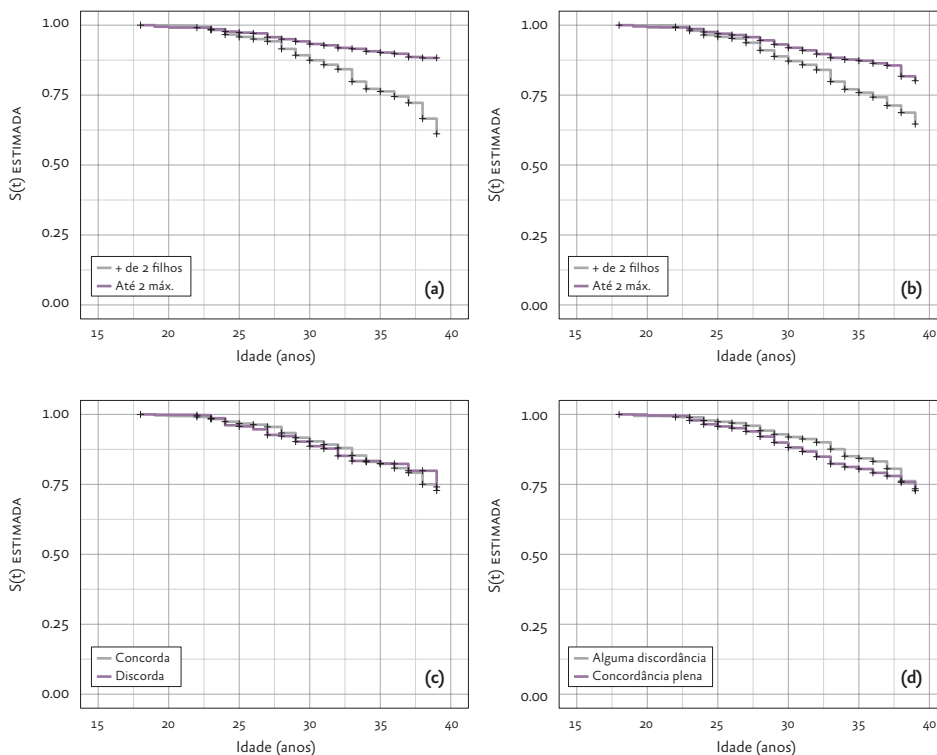 S(t) ESTIMADA
1.00
0.75
0.50
0.25
0.00
+ de 2 filhos
Até 2 máx.
(a)
15 20 25 30 35 40
Idade (anos)
S(t) ESTIMADA
1.00
0.75
0.50
0.25
0.00
+ de 2 filhos
Até 2 máx.
(b)
15 20 25 30 35 40
Idade (anos)
S(t) ESTIMADA
1.00
0.75
0.50
0.25
0.00
Concorda
Discorda
(c)
15 20 25 30 35 40
Idade (anos)
S(t) ESTIMADA
1.00
0.75
0.50
0.25
0.00
Alguma discordância
Concordância plena
(d)
15 20 25 30 35 40
Idade (anos)